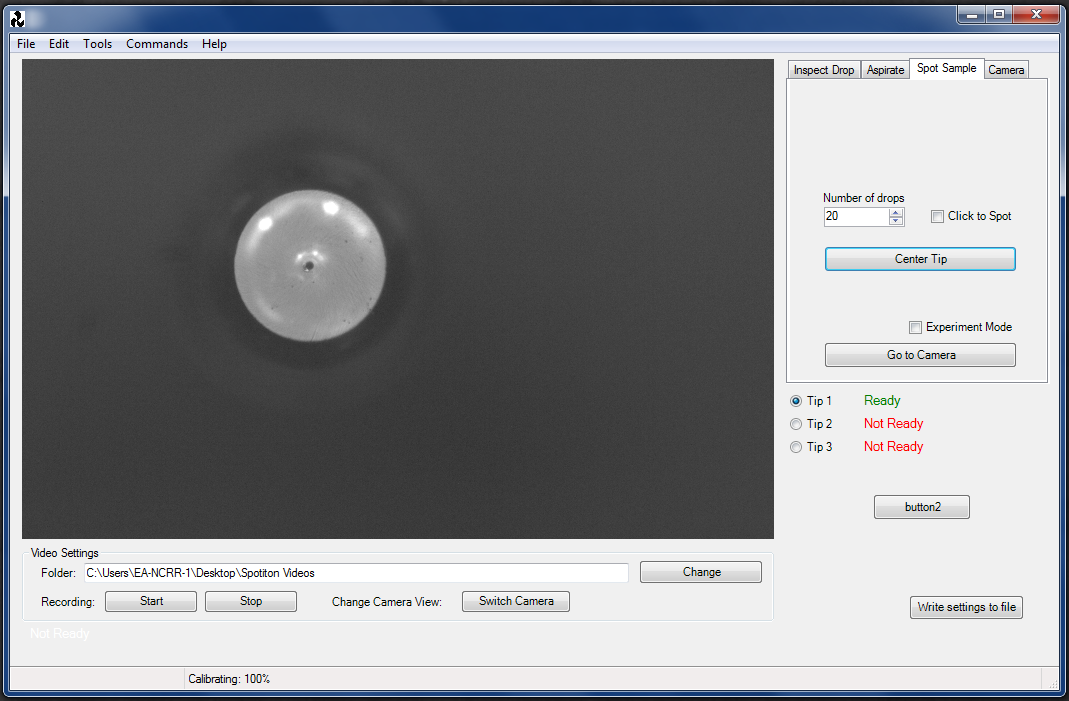 File Edit Tools Commands Help
Inspect Drop Aspirate Spot Sample Camera
Number of drops
20 Click to Spot
Center Tip
Experiment Mode
Go to Camera
Tip 1 Ready
Tip 2 Not Ready
Tip 3 Not Ready
button2
Video Settings
Folder: C:\Users\EA-NCRR-1\Desktop\Spotiton Videos Change
Recording: Start Stop Change Camera View: Switch Camera
Write settings to file
Not Ready
Calibrating: 100%